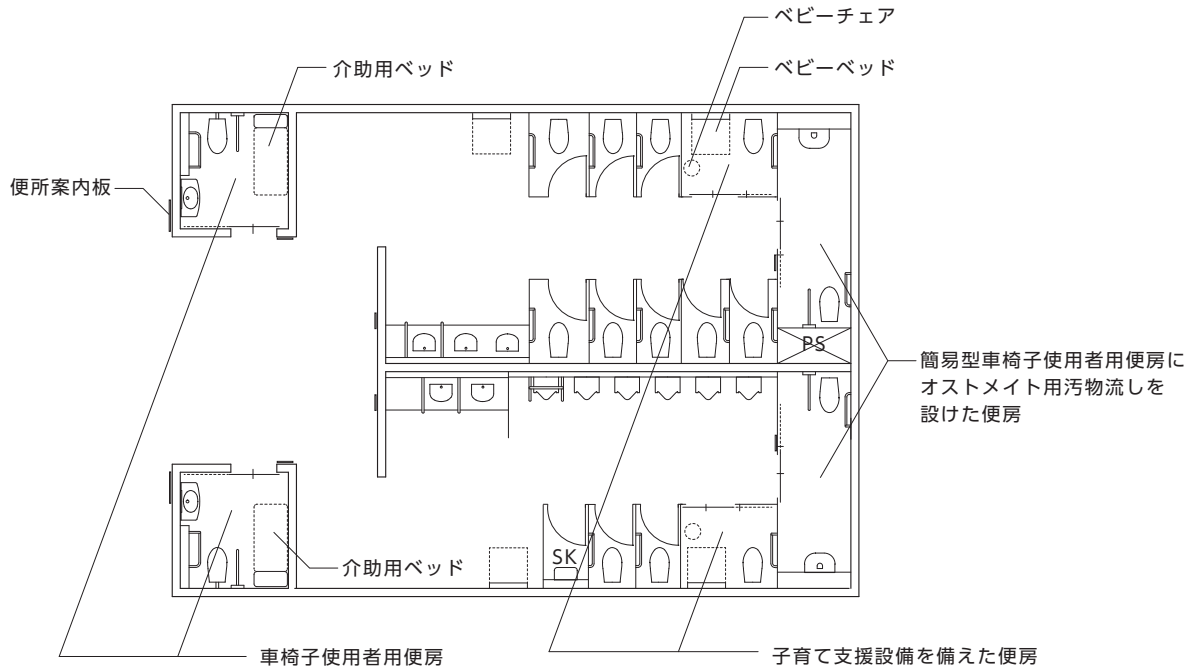 ベビーチェア
介助用ベッド
ベビーベッド
便所案内板
PS
簡易型車椅子使用者用便房に
オストメイト用汚物流しを
設けた便房
SK
介助用ベッド
車椅子使用者用便房
子育て支援設備を備えた便房